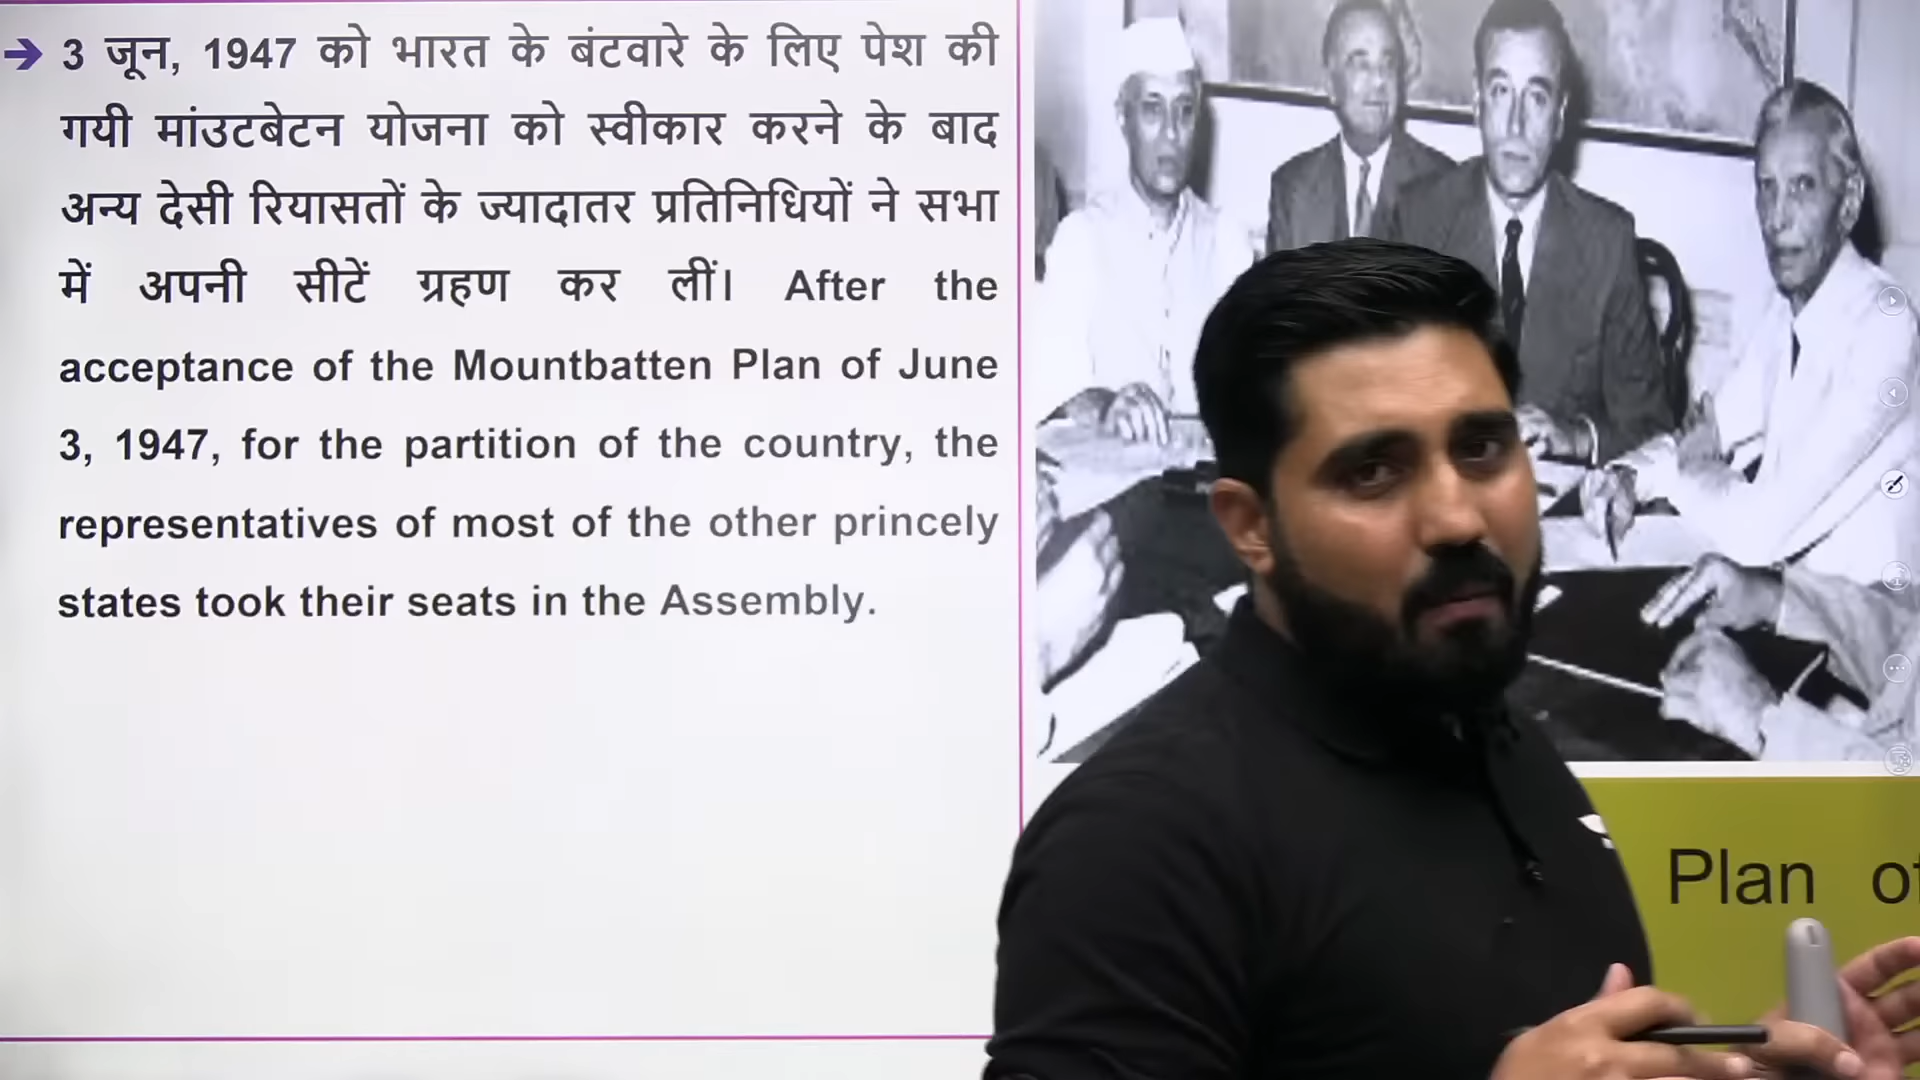 3 जून, 1947 को भारत के बंटवारे के लिए पेश की
गयी मांउटबेटन योजना को स्वीकार करने के बाद
अन्य देसी रियासतों के ज्यादातर प्रतिनिधियों ने सभा
में अपनी सीटें ग्रहण कर लीं। After the
acceptance of the Mountbatten Plan of June
3, 1947, for the partition of the country, the
representatives of most of the other princely
states took their seats in the Assembly.
Plan of